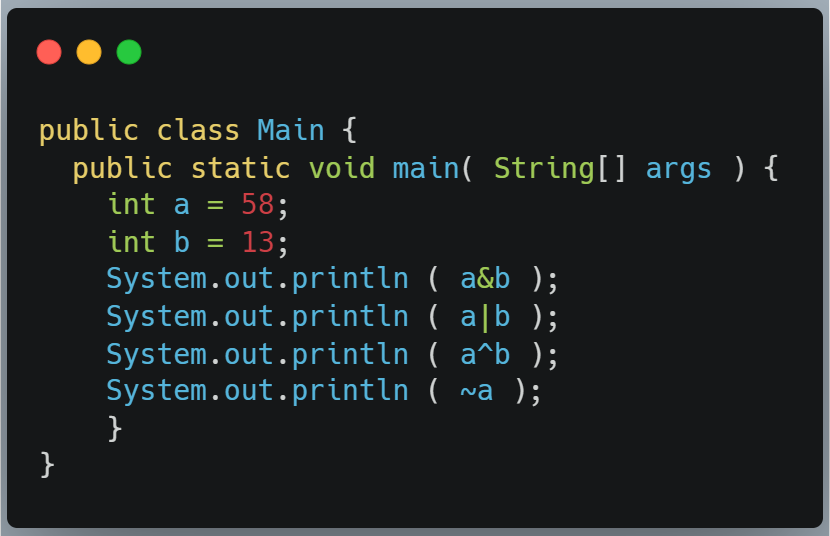 public class Main {
  public static void main( String[] args ) {
    int a = 58;
    int b = 13;
    System.out.println ( a&b );
    System.out.println ( a|b );
    System.out.println ( a^b );
    System.out.println ( ~a );
    }
}